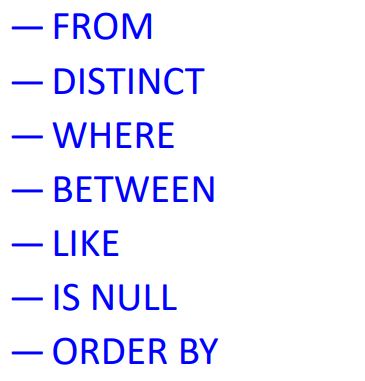 — FROM
— DISTINCT
— WHERE
— BETWEEN
— LIKE
— IS NULL
— ORDER BY